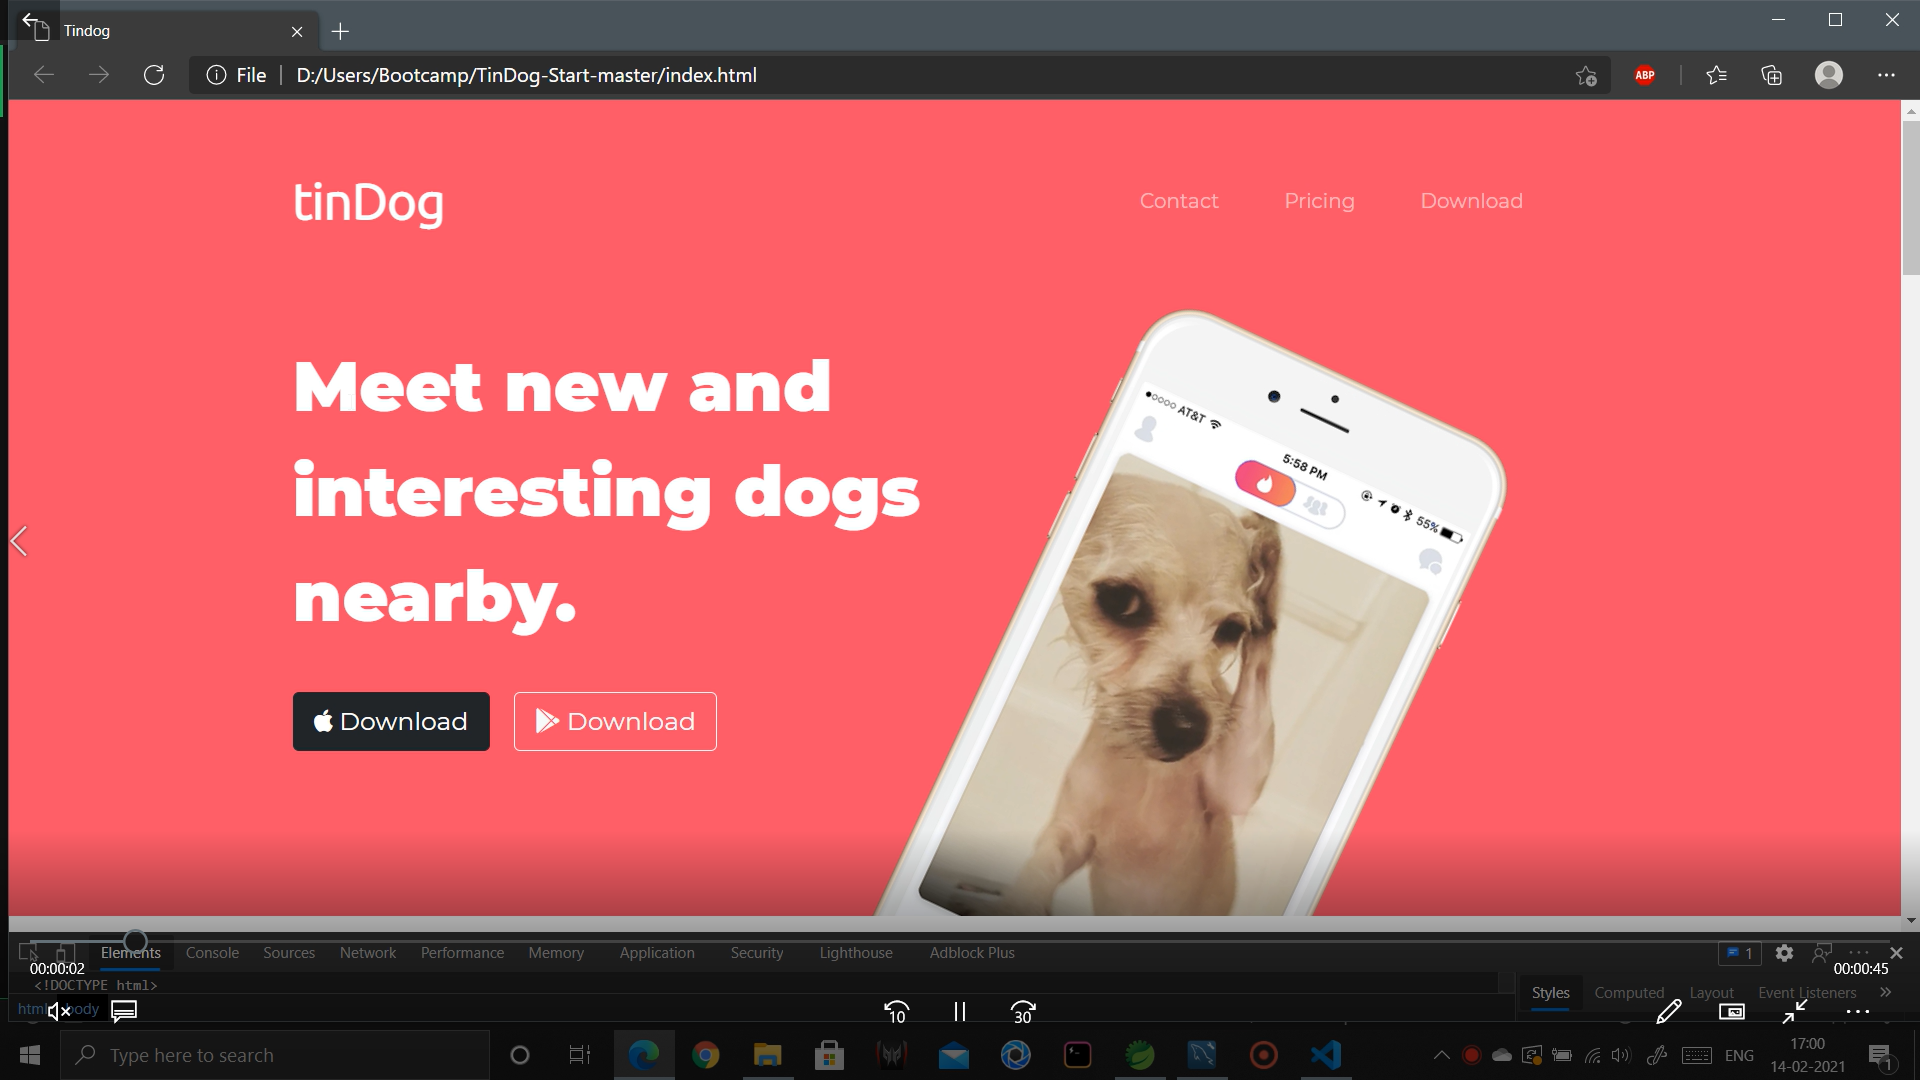 Tindog
File
D:/Users/Bootcamp/TinDog-Start-master/index.html
ABP
tinDog
Contact
Pricing
Download
Meet new and
interesting dogs
nearby.
Download
Download
AT&T
5:58 PM
55%
Elements
Console
Sources
Network
Performance
Memory
Application
Security
Lighthouse
Adblock Plus
1
00:00:02
00:00:45
<!DOCTYPE html>
html
body
Styles
Computed
Layout
Event Listeners
10
30
Type here to search
ENG
17:00
14-02-2021
1